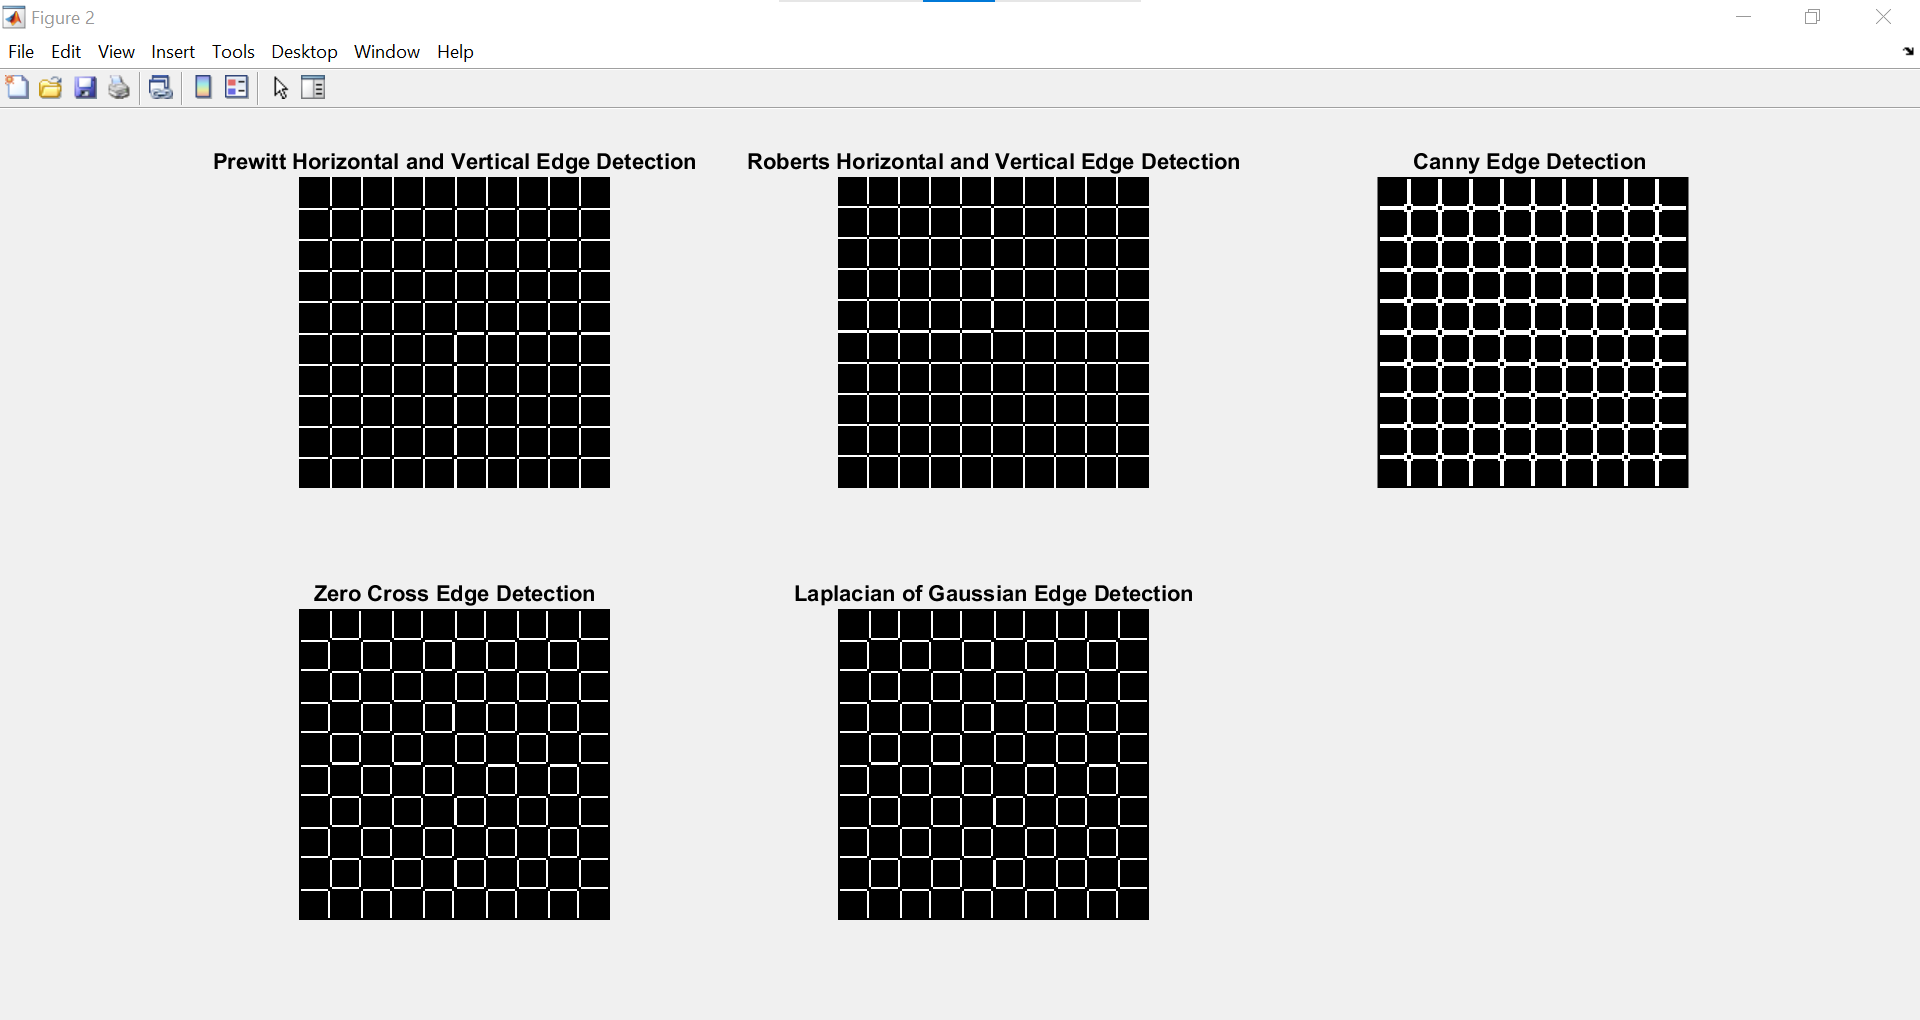 Figure 2
File Edit View Insert Tools Desktop Window Help
Prewitt Horizontal and Vertical Edge Detection
Roberts Horizontal and Vertical Edge Detection
Canny Edge Detection
Zero Cross Edge Detection
Laplacian of Gaussian Edge Detection